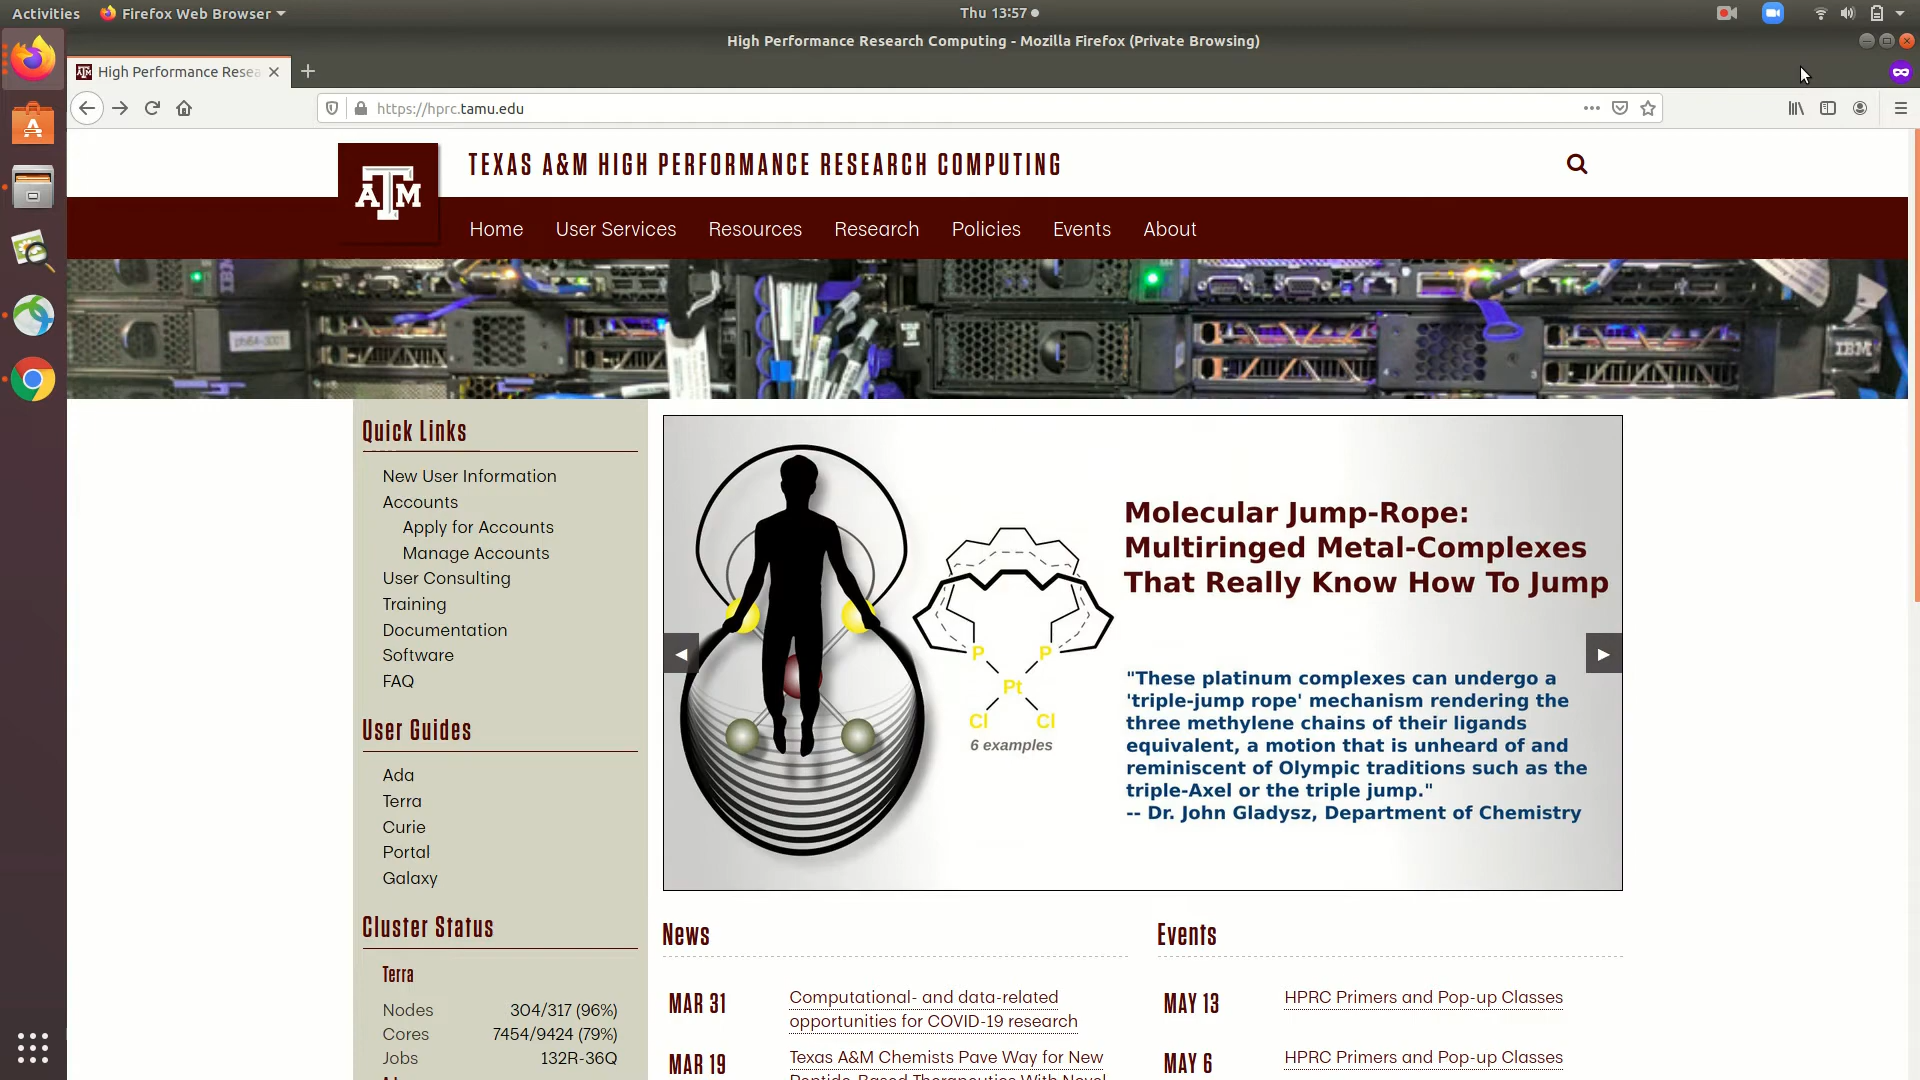 Activities
Firefox Web Browser
Thu 13:57
High Performance Research Computing - Mozilla Firefox (Private Browsing)
High Performance Resea
https://hprc.tamu.edu
ATM
TEXAS A&M HIGH PERFORMANCE RESEARCH COMPUTING
Home
User Services
Resources
Research
Policies
Events
About
IBM
Quick Links
New User Information
Accounts
Apply for Accounts
Manage Accounts
User Consulting
Training
Documentation
Software
FAQ
User Guides
Ada
Terra
Curie
Portal
Galaxy
Cluster Status
Terra
Nodes 304/317 (96%)
Cores 7454/9424 (79%)
Jobs 132R-36Q
P P
Pt
Cl Cl
6 examples
Molecular Jump-Rope:
Multiringed Metal-Complexes
That Really Know How To Jump
"These platinum complexes can undergo a
'triple-jump rope' mechanism rendering the
three methylene chains of their ligands
equivalent, a motion that is unheard of and
reminiscent of Olympic traditions such as the
triple-Axel or the triple jump."
-- Dr. John Gladysz, Department of Chemistry
News
MAR 31
Computational- and data-related
opportunities for COVID-19 research
MAR 19
Texas A&M Chemists Pave Way for New
Peptide-Based Therapeutics With Novel
Events
MAY 13
HPRC Primers and Pop-up Classes
MAY 6
HPRC Primers and Pop-up Classes